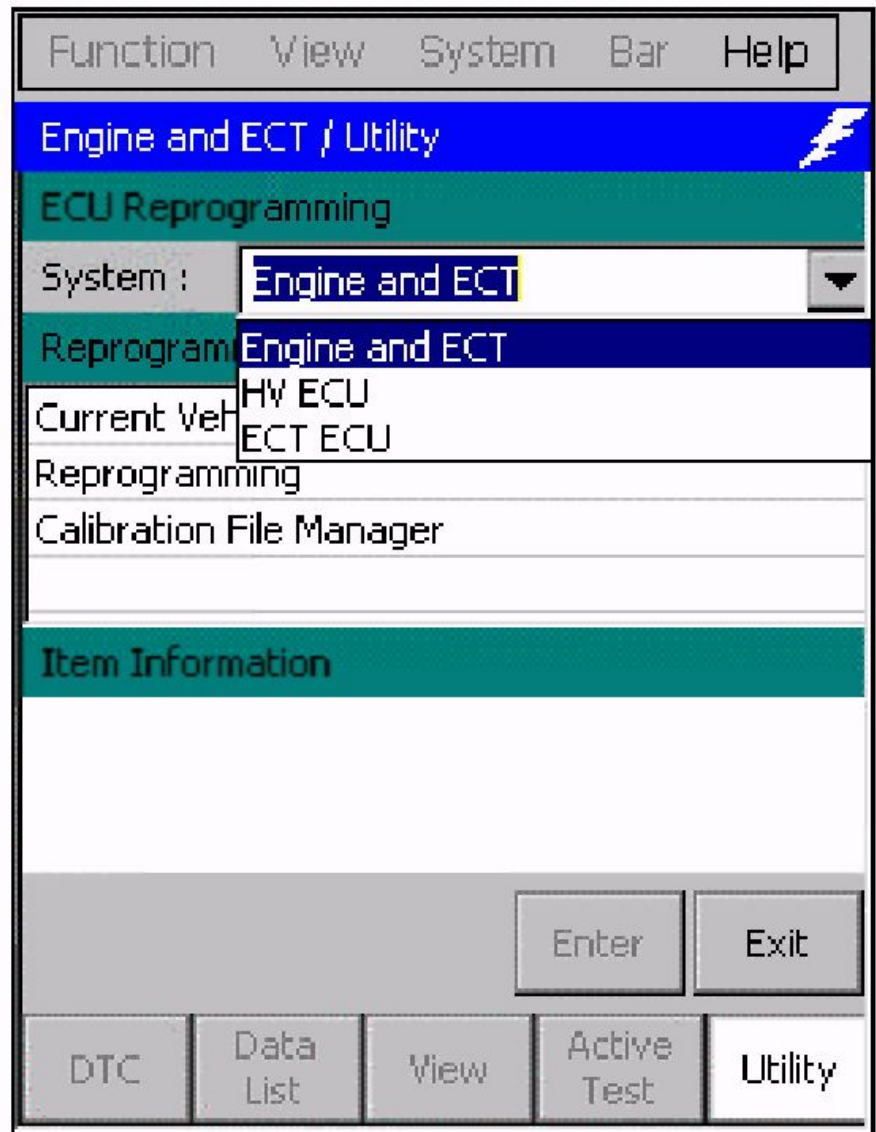 Function View System Bar Help
Engine and ECT / Utility
ECU Reprogramming
System : Engine and ECT
Engine and ECT
HV ECU
ECT ECU
Current
Reprogramming
Calibration File Manager
Item Information
Enter Exit
DTC Data List View Active Test Utility